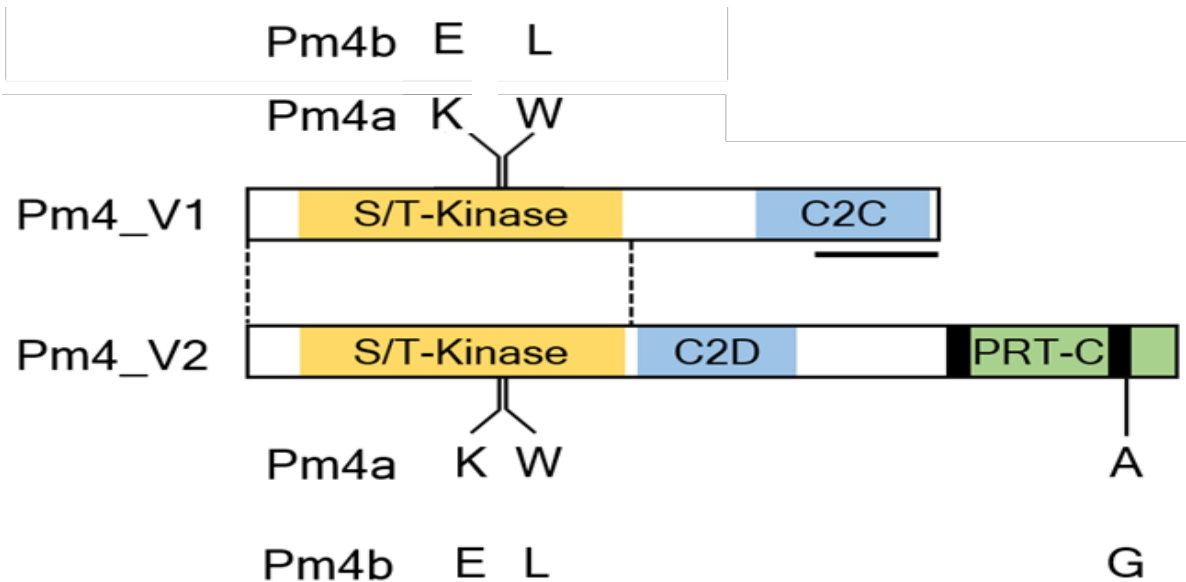 Pm4b E L
Pm4a K W
Pm4_V1 S/T-Kinase C2C
Pm4_V2 S/T-Kinase C2D PRT-C
Pm4a K W A
Pm4b E L G